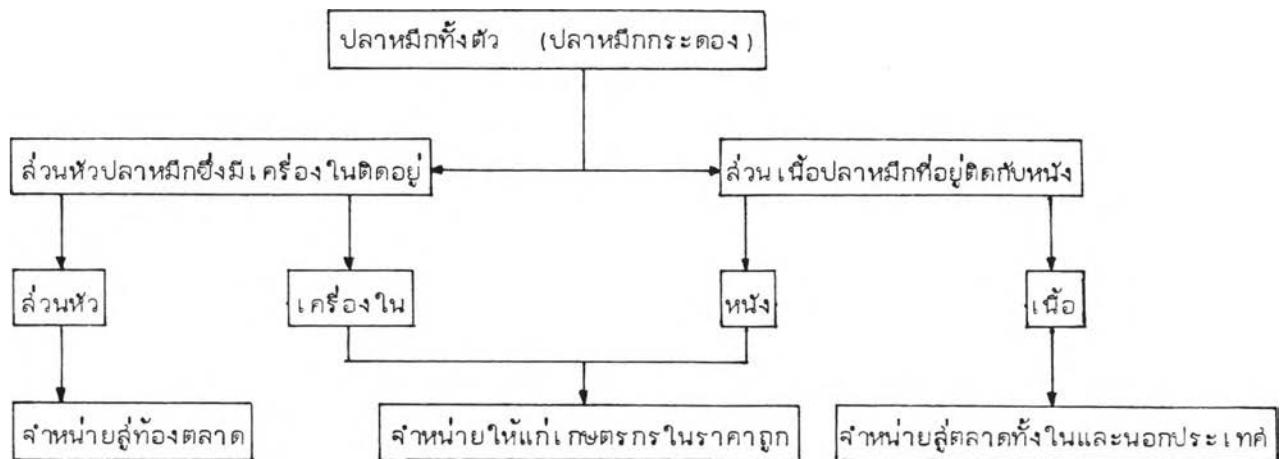 ปลาหมึกทั้งตัว (ปลาหมึกกระดอง)
ส่วนหัวปลาหมึกซึ่งมีเครื่องในติดอยู่
ส่วนเนื้อปลาหมึกที่อยู่ติดกับหนัง
ส่วนหัว
เครื่องใน
หนัง
เนื้อ
จำหน่ายสู่ท้องตลาด
จำหน่ายให้แก่เกษตรกรในราคาถูก
จำหน่ายสู่ตลาดทั้งในและนอกประเทศ